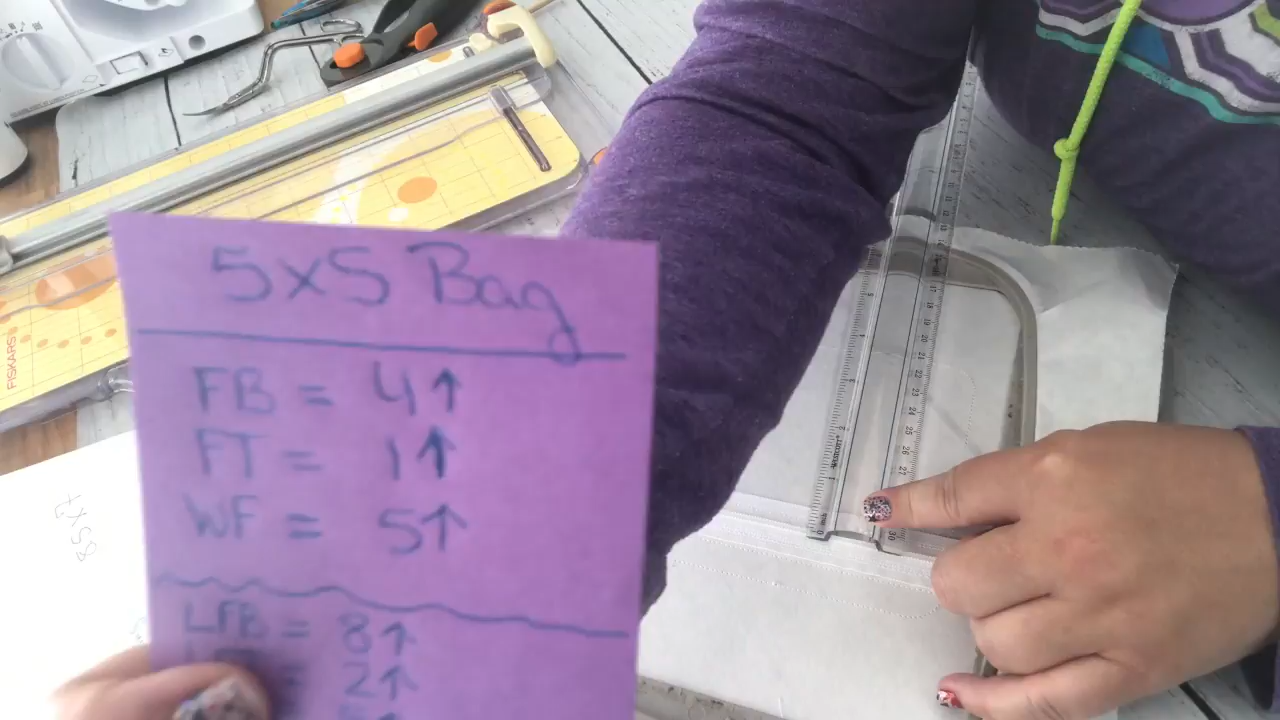 5x5 Bag
FB = 4↑
FT = 1↑
WF = 5↑
LFB = 8↑
= 2↑
FISKARS